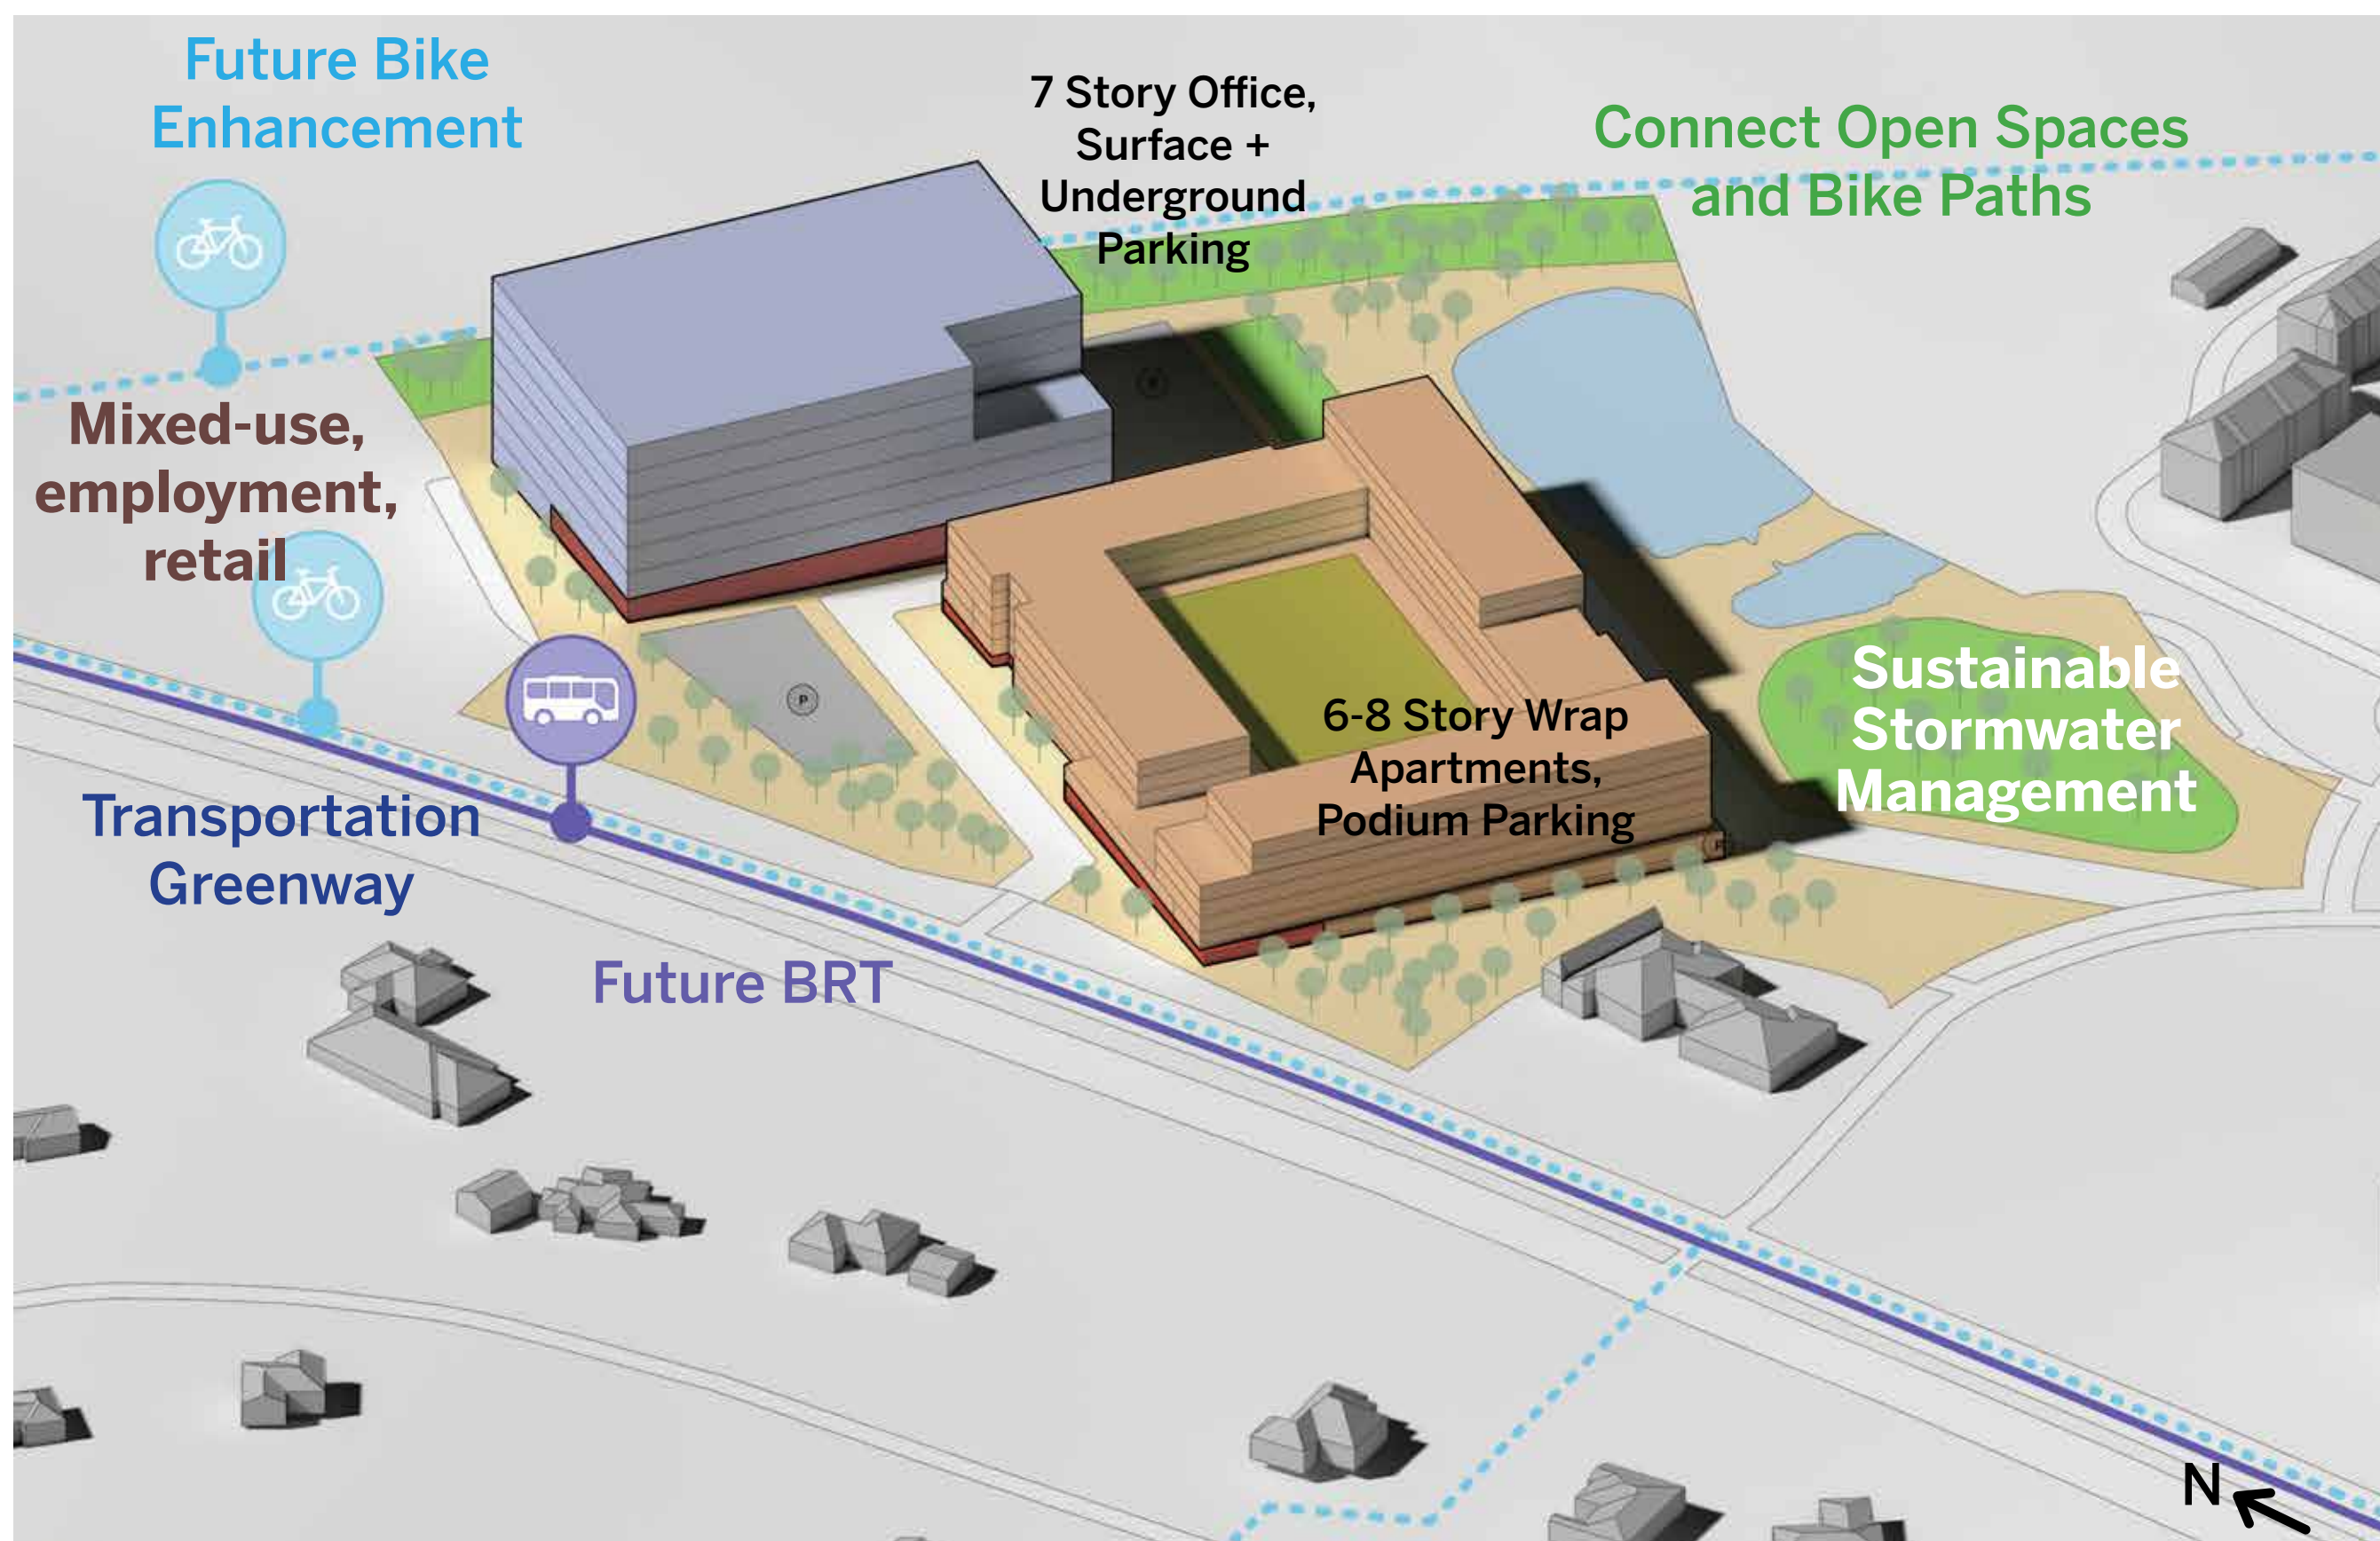 Future Bike
Enhancement
7 Story Office,
Surface +
Underground
Parking
Connect Open Spaces
and Bike Paths
Mixed-use,
employment,
retail
P
6-8 Story Wrap
Apartments,
Podium Parking
Sustainable
Stormwater
Management
Transportation
Greenway
Future BRT
N